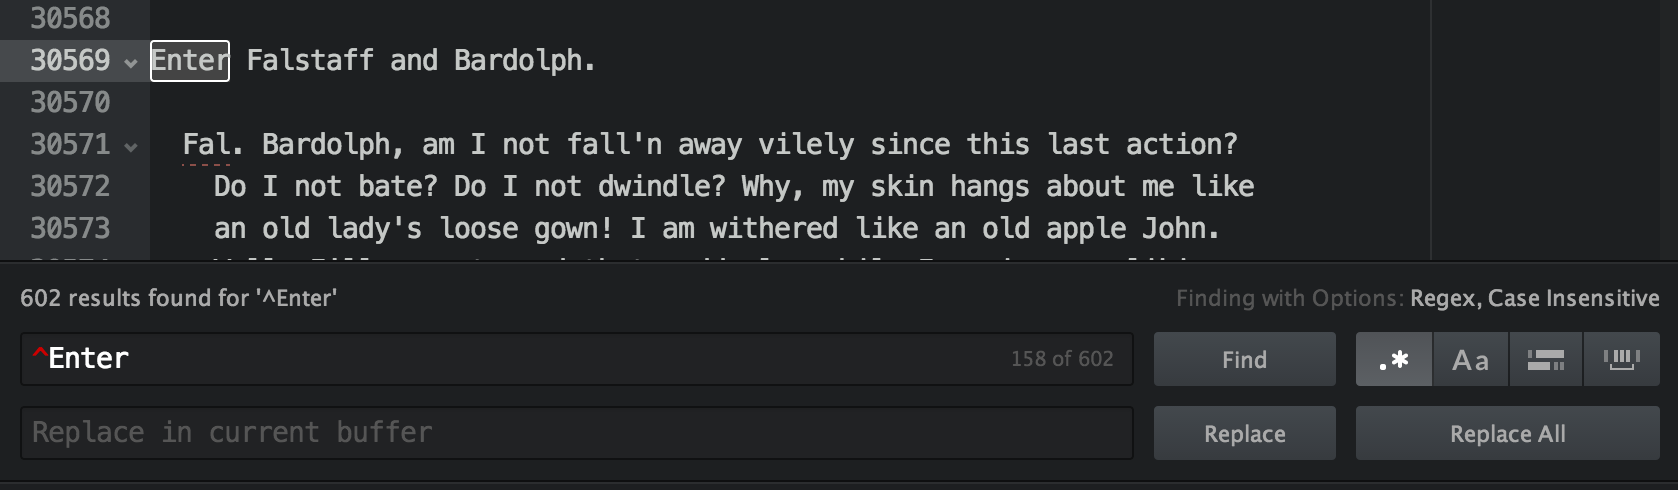 30568
30569 Enter Falstaff and Bardolph.
30570
30571 Fal. Bardolph, am I not fall'n away vilely since this last action?
30572 Do I not bate? Do I not dwindle? Why, my skin hangs about me like
30573 an old lady's loose gown! I am withered like an old apple John.
602 results found for '^Enter'
Finding with Options: Regex, Case Insensitive
^Enter
158 of 602
Find
.*
Aa
Replace in current buffer
Replace
Replace All